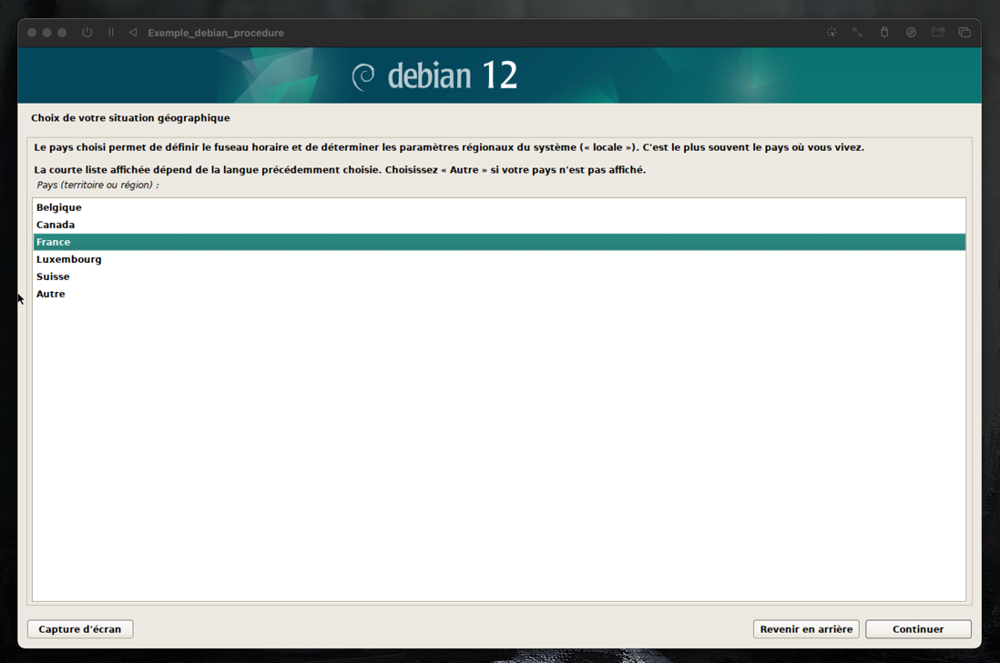 Exemple_debian_procedure
debian 12
Choix de votre situation géographique
Le pays choisi permet de définir le fuseau horaire et de déterminer les paramètres régionaux du système (« locale »). C'est le plus souvent le pays où vous vivez.
La courte liste affichée dépend de la langue précédemment choisie. Choisissez « Autre » si votre pays n'est pas affiché.
Pays (territoire ou région) :
Belgique
Canada
France
Luxembourg
Suisse
Autre
Capture d'écran
Revenir en arrière
Continuer